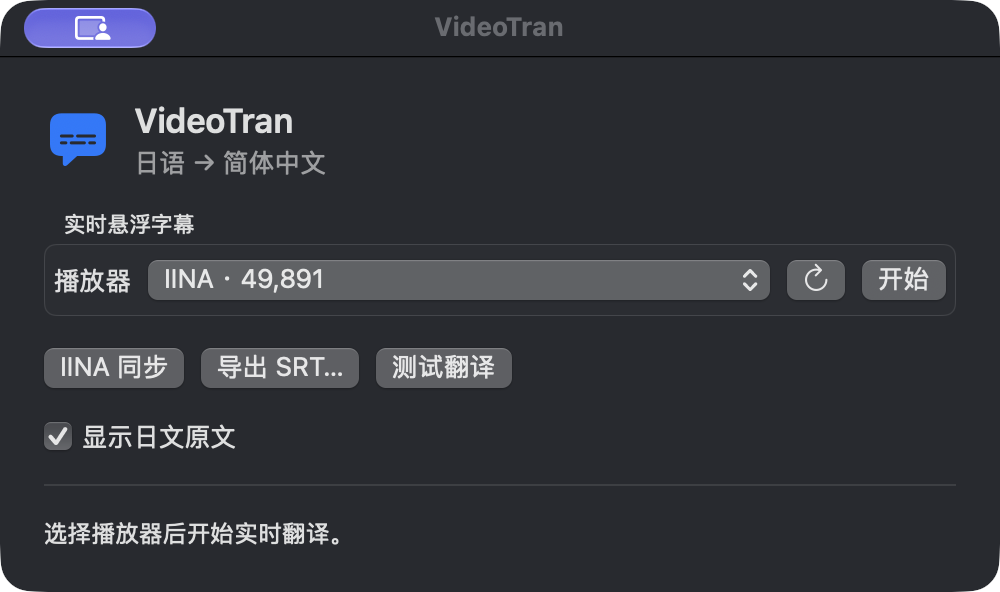 VideoTran
VideoTran
日语 → 简体中文
实时悬浮字幕
播放器 IINA · 49,891 开始
IINA 同步 导出 SRT... 测试翻译
显示日文原文
选择播放器后开始实时翻译。